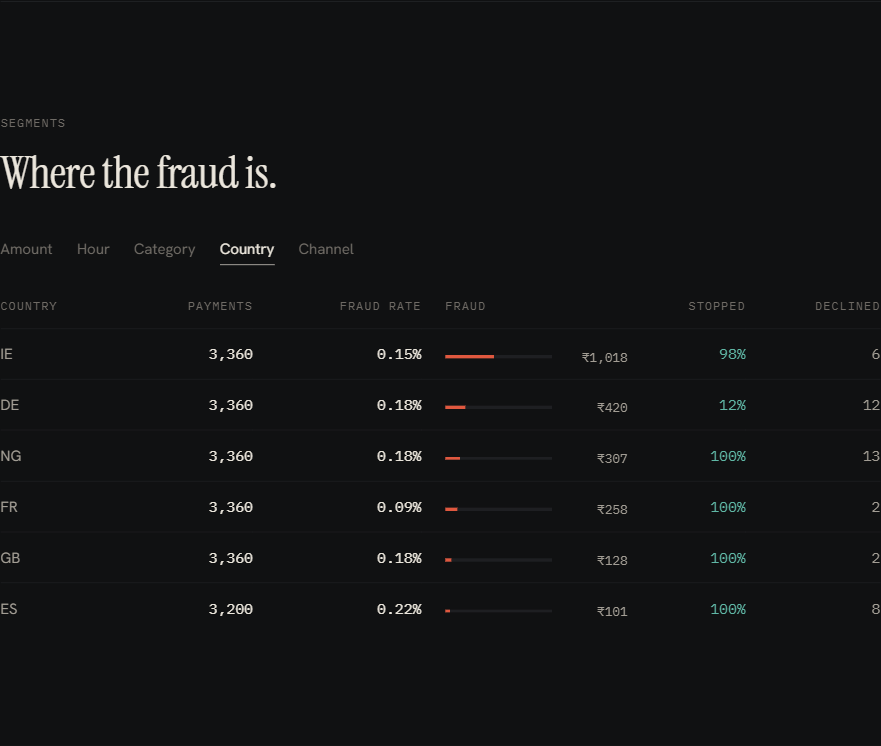 SEGMENTS
Where the fraud is.
Amount Hour Category Country Channel
COUNTRY PAYMENTS FRAUD RATE FRAUD STOPPED DECLINED
IE 3,360 0.15% ₹1,018 98% 6
DE 3,360 0.18% ₹420 12% 12
NG 3,360 0.18% ₹307 100% 13
FR 3,360 0.09% ₹258 100% 2
GB 3,360 0.18% ₹128 100% 2
ES 3,200 0.22% ₹101 100% 8